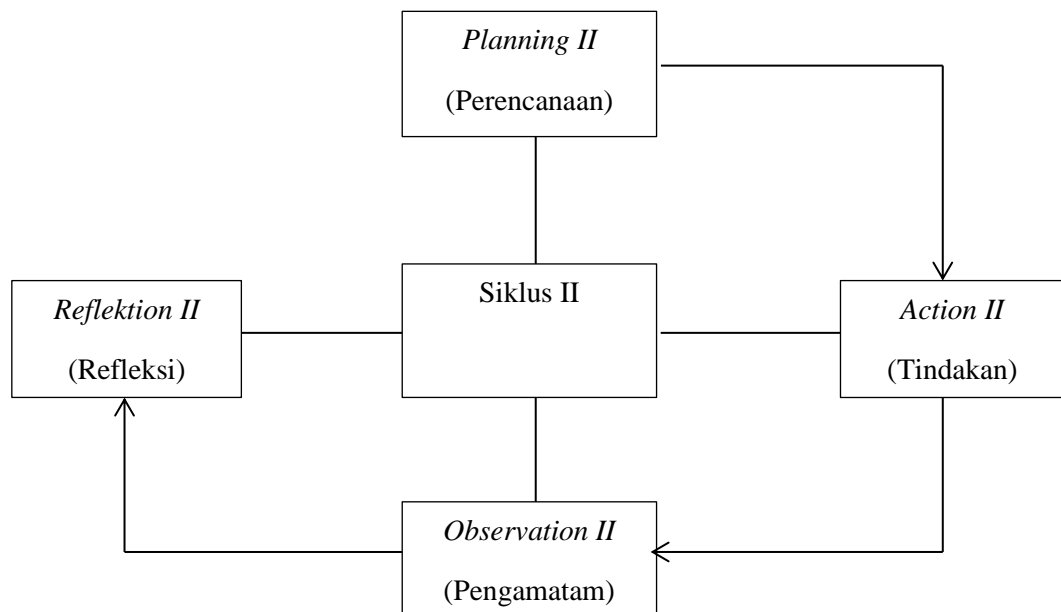 Planning II
(Perencanaan)
Siklus II
Reflektion II
(Refleksi)
Action II
(Tindakan)
Observation II
(Pengamatam)